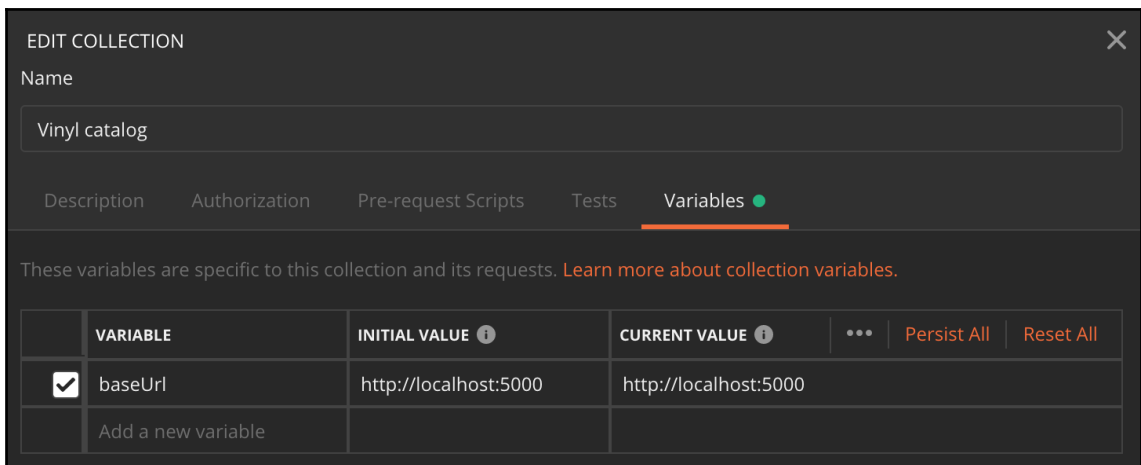 EDIT COLLECTION
Name
Vinyl catalog
Description Authorization Pre-request Scripts Tests Variables
These variables are specific to this collection and its requests. Learn more about collection variables.
VARIABLE INITIAL VALUE CURRENT VALUE Persist All Reset All
baseUrl http://localhost:5000 http://localhost:5000
Add a new variable